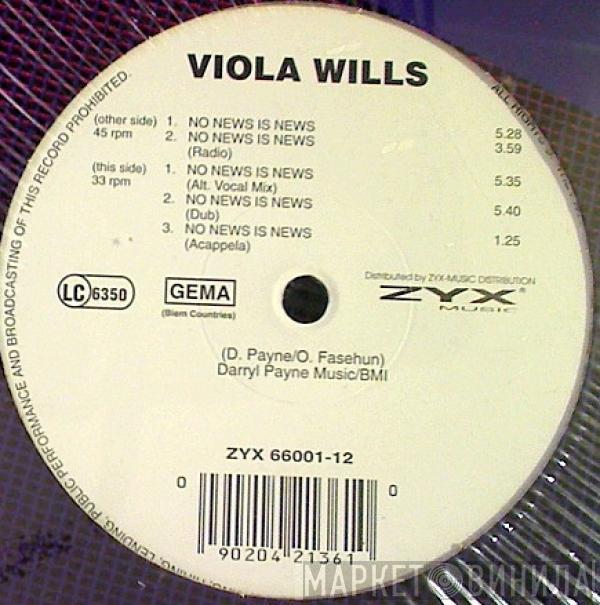 VIOLA WILLS
(other side) 1. NO NEWS IS NEWS 5.28
45 rpm 2. NO NEWS IS NEWS 3.59
(Radio)
(this side) 1. NO NEWS IS NEWS
33 rpm (Alt. Vocal Mix) 5.35
2. NO NEWS IS NEWS 5.40
(Dub)
3. NO NEWS IS NEWS
(Acappela) 1.25
LC 6350
GEMA
(Biem Countries)
Distributed by ZYX-MUSIC DISTRIBUTION
ZYX®
MUSIC
(D. Payne/O. Fasehun)
Darryl Payne Music/BMI
ZYX 66001-12
0 90204 21361 0
LENDING, PUBLIC PERFORMANCE AND BROADCASTING OF THIS RECORD PROHIBITED.
ALL RIGHTS
МАРКЕТ ВИНИЛА